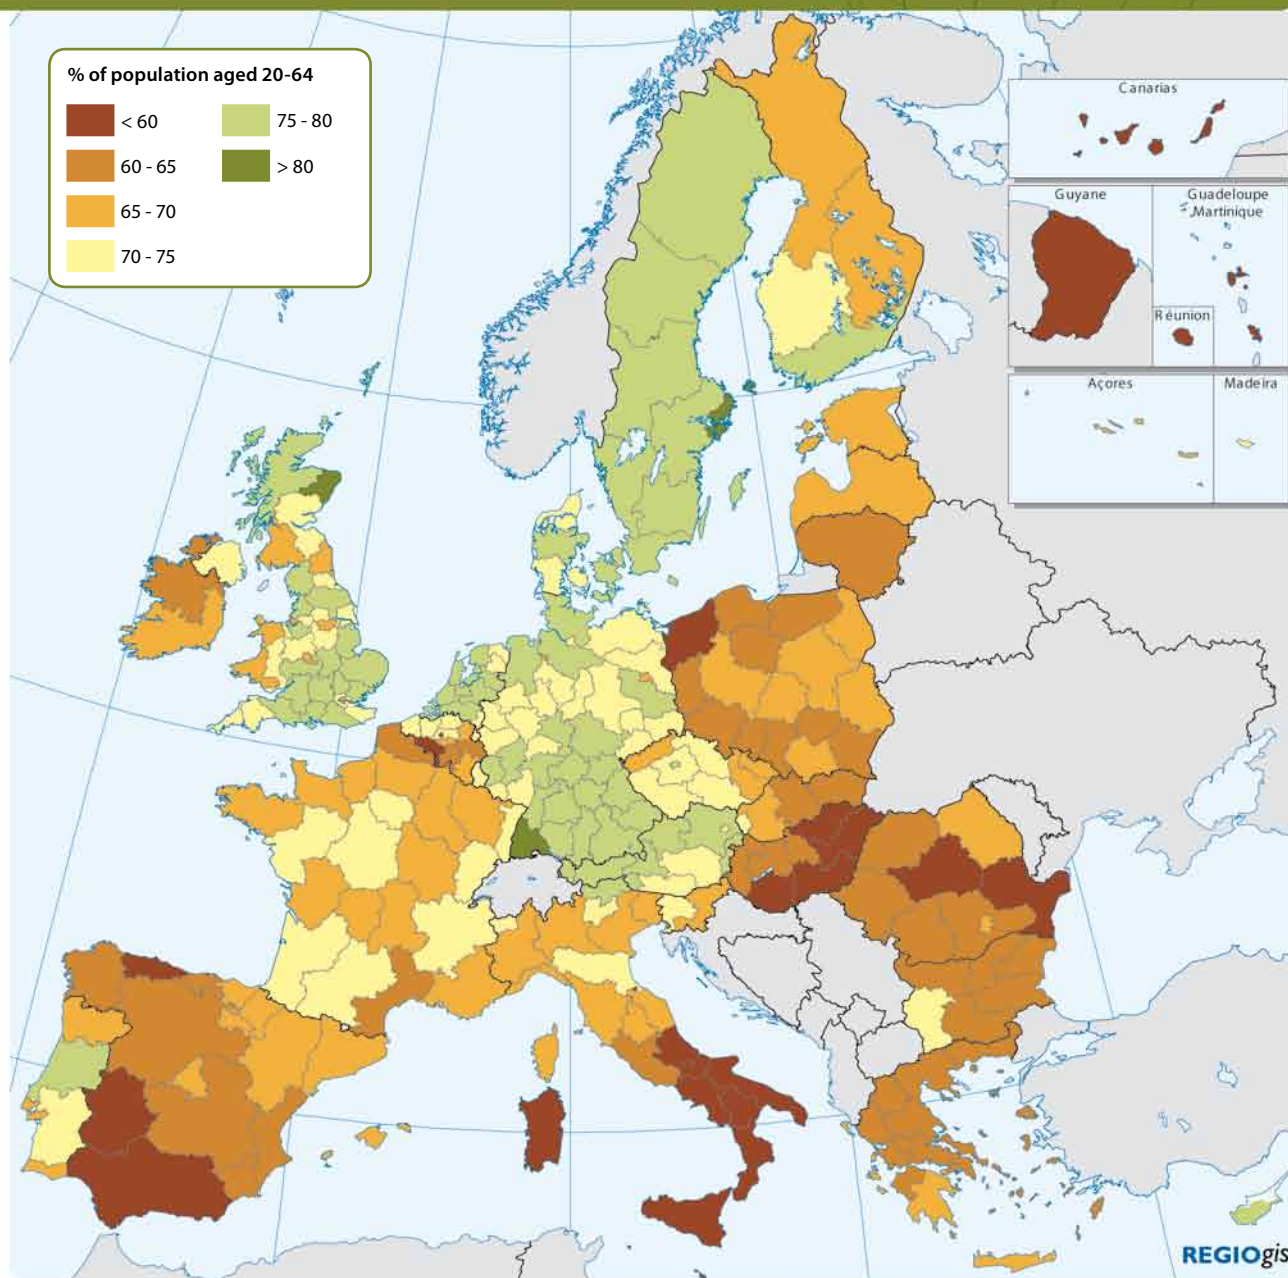 % of population aged 20-64
< 60
60 - 65
65 - 70
70 - 75
75 - 80
> 80
Canarias
Guyane
Guadeloupe
Martinique
Réunion
Açores
Madeira
REGIOgis